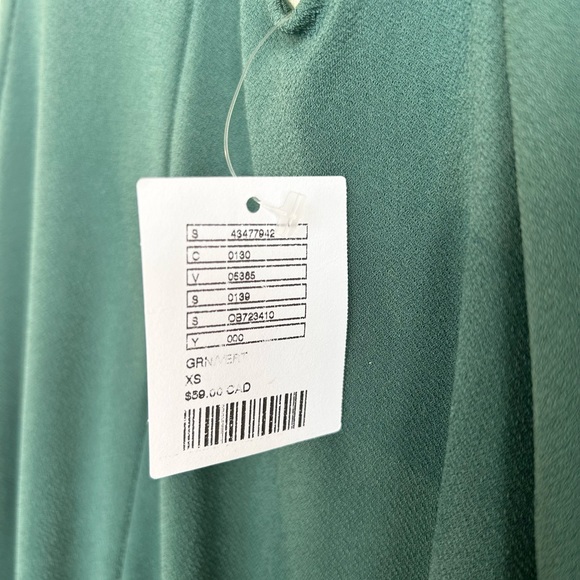 S 43477942
C 0130
V 05365
S 0139
S OB723410
Y 000
GRN/VERT
XS
$59.00 CAD